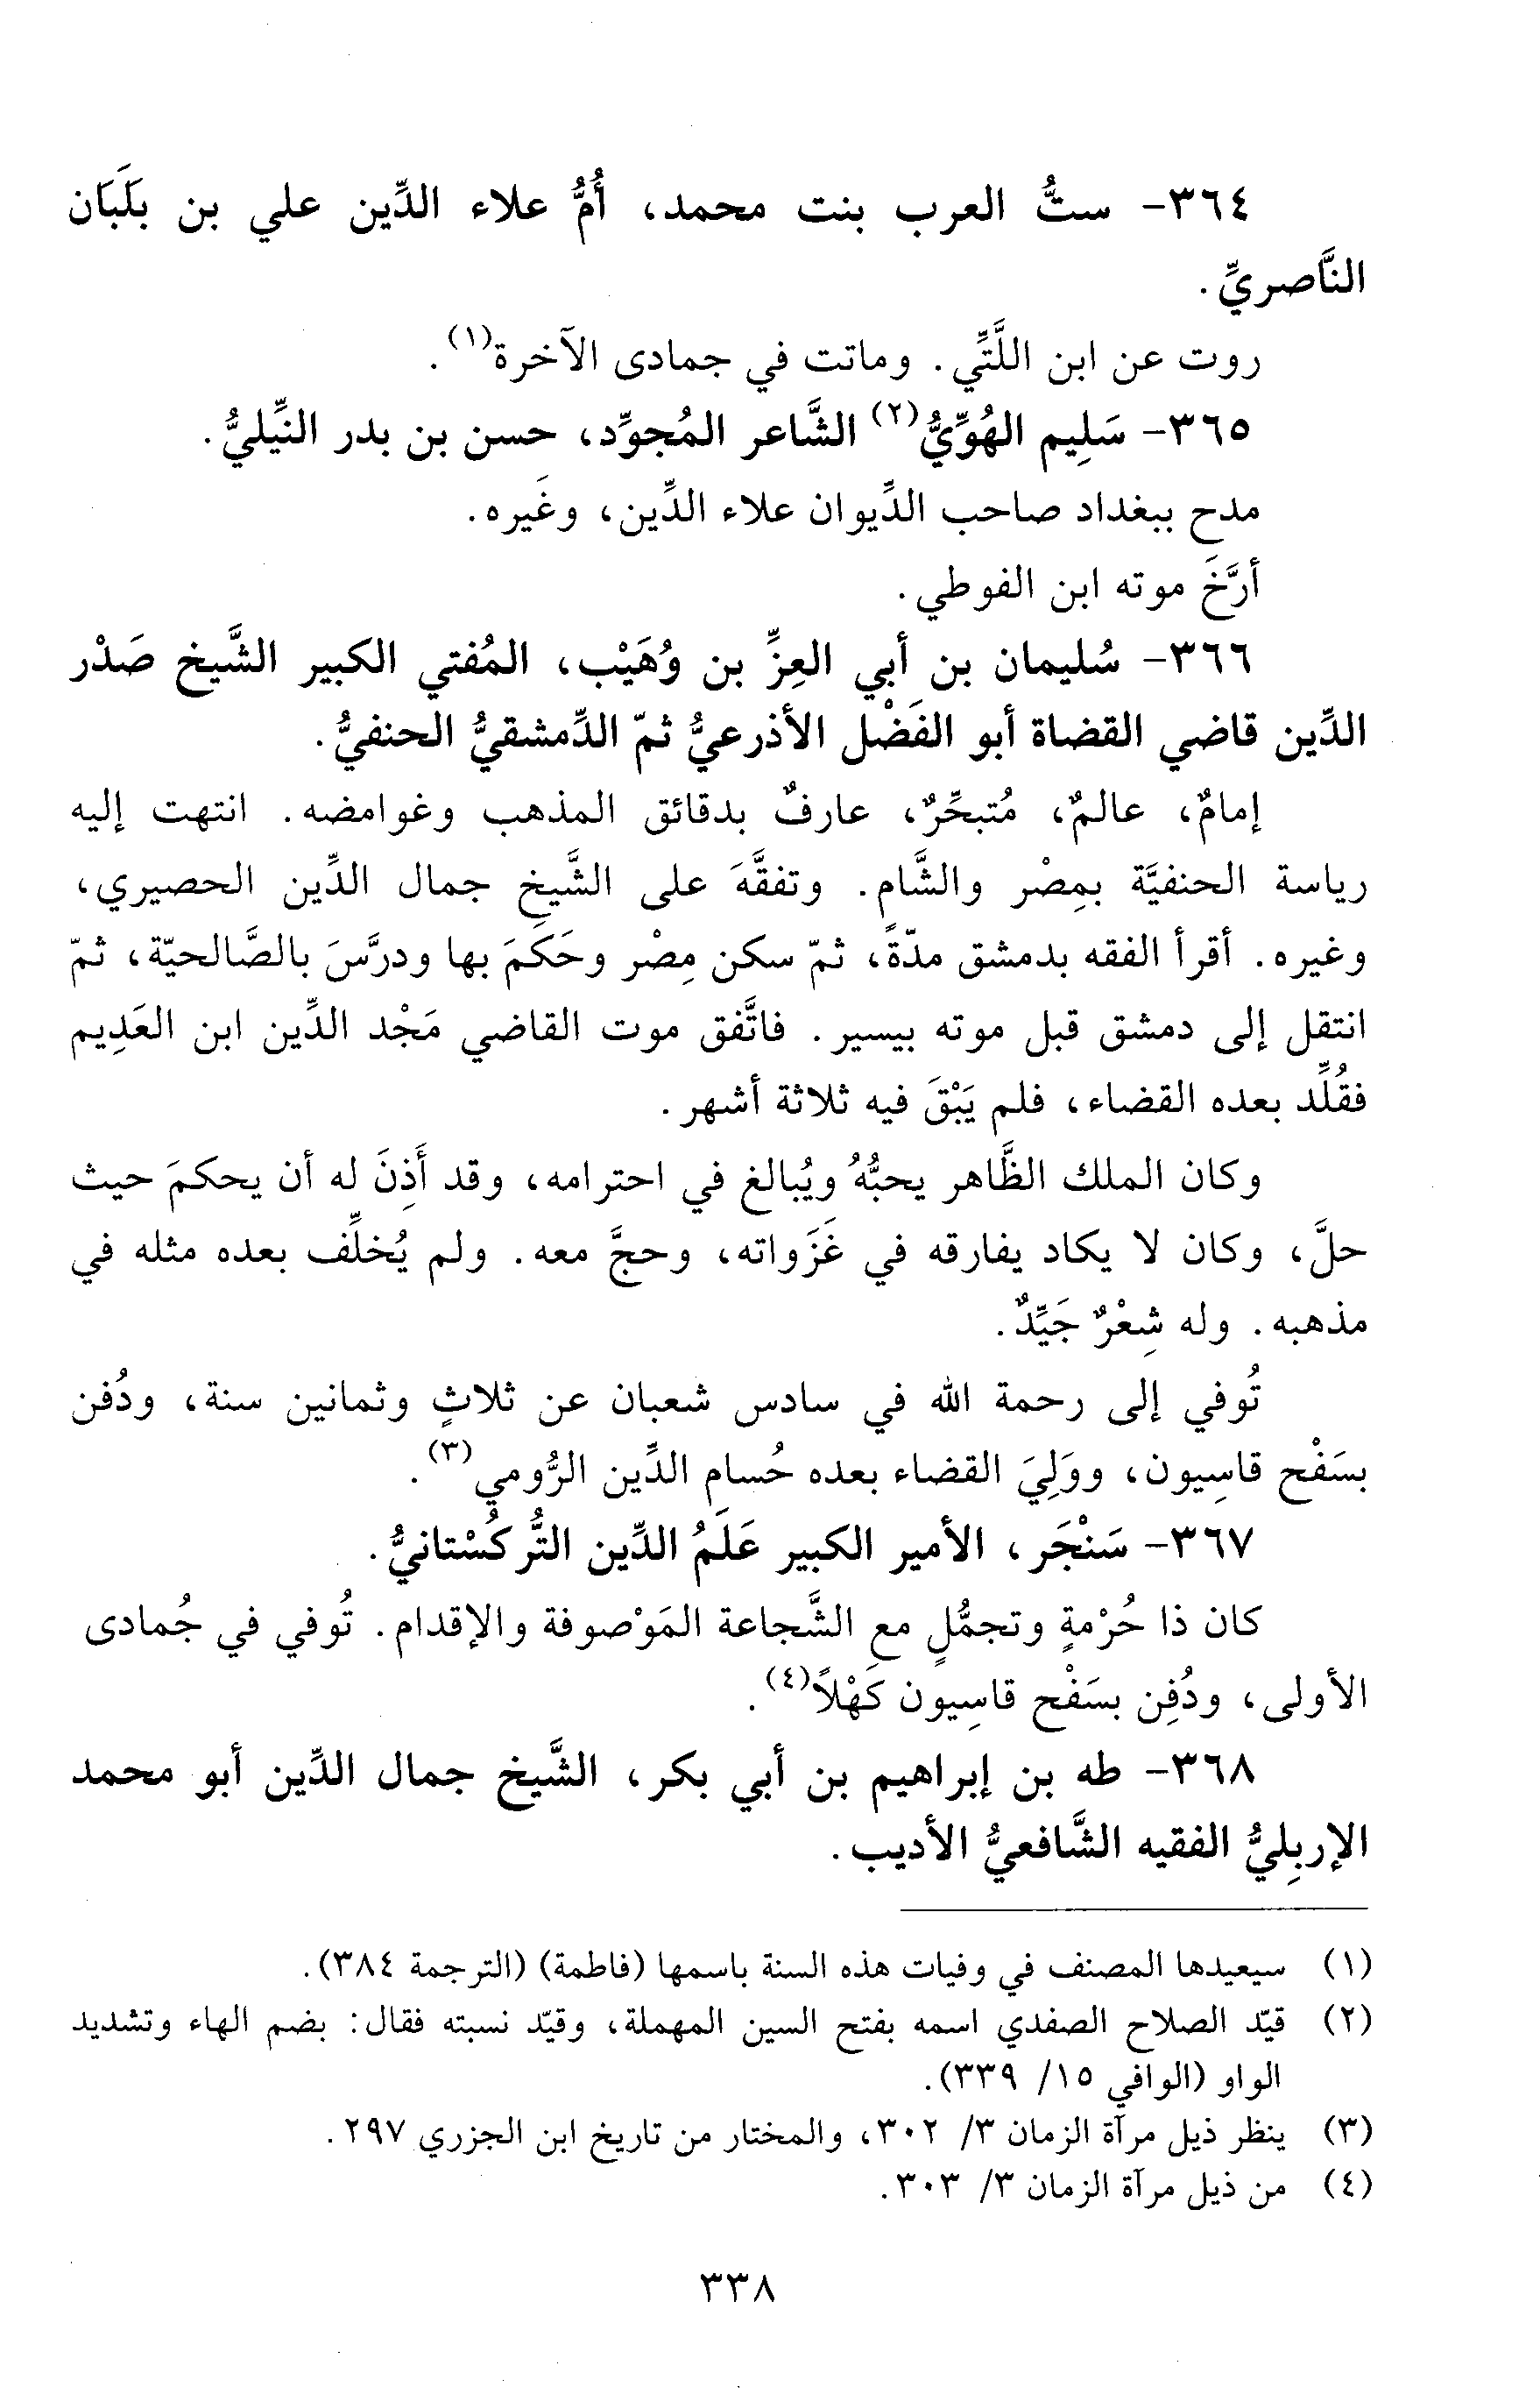 ٣٦٤- ستُّ العرب بنت محمد، أُمُّ علاء الدِّين علي بن بَلَبَان
النَّاصريِّ.
روت عن ابن اللَّتِّي. وماتت في جمادى الآخرة(١).
٣٦٥- سَلِيم الهُوِّيُّ(٢) الشَّاعر المُجوِّد، حسن بن بدر النِّيليُّ.
مدح ببغداد صاحب الدِّيوان علاء الدِّين، وغَيره.
أرَّخَ موته ابن الفوطي.
٣٦٦- سُليمان بن أبي العِزِّ بن وُهَيْب، المُفتي الكبير الشَّيخ صَدْر
الدِّين قاضي القضاة أبو الفَضْل الأذرعيُّ ثمّ الدِّمشقيُّ الحنفيُّ.
إمامٌ، عالمٌ، مُتبحِّرٌ، عارفٌ بدقائق المذهب وغوامضه. انتهت إليه
رياسة الحنفيَّة بمِصْر والشَّام. وتفقَّهَ على الشَّيخ جمال الدِّين الحصيري،
وغيره. أقرأ الفقه بدمشق مدّةً، ثمّ سكن مِصْر وحَكَمَ بها ودرَّسَ بالصَّالحيّة، ثمّ
انتقل إلى دمشق قبل موته بيسير. فاتَّفق موت القاضي مَجْد الدِّين ابن العَدِيم
فقُلِّد بعده القضاء، فلم يَبْقَ فيه ثلاثة أشهر.
وكان الملك الظَّاهر يحبُّهُ ويُبالغ في احترامه، وقد أَذِنَ له أن يحكمَ حيث
حلَّ، وكان لا يكاد يفارقه في غَزَواته، وحجَّ معه. ولم يُخلِّف بعده مثله في
مذهبه. وله شِعْرٌ جَيِّدٌ.
تُوفي إلى رحمة الله في سادس شعبان عن ثلاثٍ وثمانين سنة، ودُفن
بسَفْح قاسِيون، ووَلِيَ القضاء بعده حُسام الدِّين الرُّومي(٣).
٣٦٧- سَنْجَر، الأمير الكبير عَلَمُ الدِّين التُّركُسْتانيُّ.
كان ذا حُرْمةٍ وتجمُّلٍ مع الشَّجاعة المَوْصوفة والإقدام. تُوفي في جُمادى
الأولى، ودُفِن بسَفْح قاسِيون كَهْلاً(٤).
٣٦٨- طه بن إبراهيم بن أبي بكر، الشَّيخ جمال الدِّين أبو محمد
الإربِليُّ الفقيه الشَّافعيُّ الأديب.
(١) سيعيدها المصنف في وفيات هذه السنة باسمها (فاطمة) (الترجمة ٣٨٤).
(٢) قيّد الصلاح الصفدي اسمه بفتح السين المهملة، وقيّد نسبته فقال: بضم الهاء وتشديد
الواو (الوافي ١٥/ ٣٣٩).
(٣) ينظر ذيل مرآة الزمان ٣/ ٣٠٢، والمختار من تاريخ ابن الجزري ٢٩٧.
(٤) من ذيل مرآة الزمان ٣/ ٣٠٣.
٣٣٨